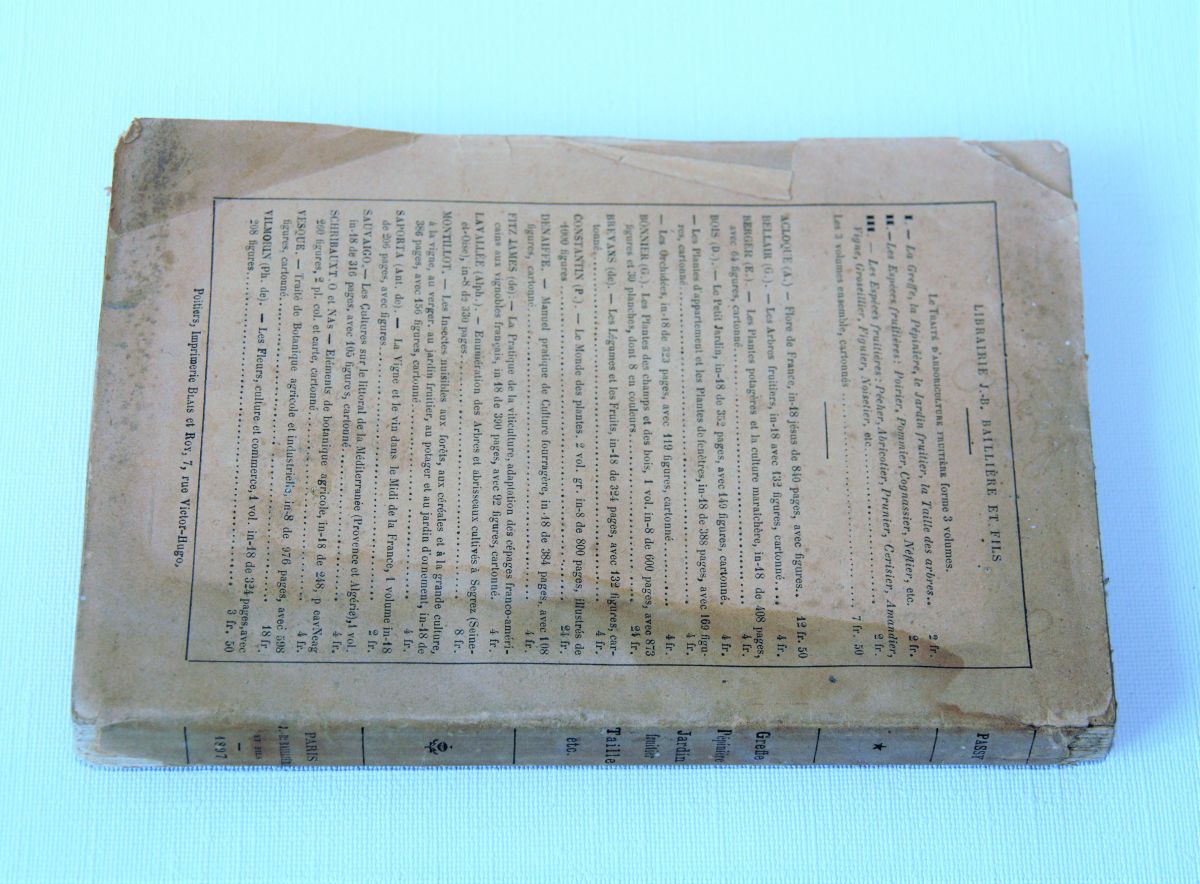 LIBRAIRIE J.-B. BAILLIÈRE ET FILS
Le TRAITÉ D'ARBORICULTURE FRUITIÈRE forme 3 volumes.
I. — La Greffe, la Pépinière, le Jardin fruitier, la Taille des arbres.. 2 fr.
II. — Les Espèces fruitières: Poirier, Pommier, Cognassier, Néflier, etc. 2 fr.
III. — Les Espèces fruitières: Pêcher, Abricotier, Prunier, Cerisier, Amandier,
Vigne, Groseillier, Figuier, Noisetier, etc........... 2 fr.
Les 3 volumes ensemble, cartonnés .................... 7 fr. 50
ACLOQUE (A.) — Flore de France, in-18 jésus de 840 pages, avec figures.. 12 fr. 50
BELLAIR (G.). — Les Arbres fruitiers, in-18 avec 132 figures, cartonné.... 4 fr.
BERGER (E.). — Les Plantes potagères et la culture maraîchère, in-18 de 408 pages,
avec 64 figures, cartonné.................... 4 fr.
BOIS (D.). — Le Petit Jardin, in-18 de 352 pages, avec 149 figures, cartonné. 4 fr.
— Les Plantes d'appartement et les Plantes de fenêtres, in-18 de 388 pages, avec 169 figu-
res, cartonné.................... 4 fr.
— Les Orchidées, in-18 de 323 pages, avec 119 figures, cartonné...... 4 fr.
BONNIER (G.). Les Plantes des champs et des bois, 1 vol. in-8 de 600 pages, avec 873
figures et 30 planches, dont 8 en couleurs ............ 24 fr.
BREVANS (de). — Les Légumes et les Fruits, in-18 de 324 pages, avec 132 figures, car-
tonné.................... 4 fr.
CONSTANTIN (P.). — Le Monde des plantes. 2 vol. gr. in-8 de 800 pages, illustrés de
4000 figures .................... 24 fr.
DENAIFFE. — Manuel pratique de Culture fourragère, in-18 de 384 pages, avec 108
figures, cartonné.................... 4 fr.
FITZ JAMES (de) — La Pratique de la viticulture, adaptation des cépages franco-améri-
cains aux vignobles français, in 18 de 390 pages, avec 92 figures, cartonné. 4 fr.
LAVALLÉE (Alph.). — Enumération des Arbres et abrisseaux cultivés à Segrez (Seine-
et-Oise), in-8 de 350 pages.................... 8 fr.
MONTILLOT. — Les Insectes nuisibles aux forêts, aux céréales et à la grande culture,
à la vigne, au verger, au jardin fruitier, au potager et au jardin d'ornement, in-18 de
386 pages, avec 156 figures, cartonné.................... 4 fr.
SAPORTA (Ant. de). — La Vigne et le vin dans le Midi de la France, 1 volume in-18
de 206 pages, avec figures.................... 2 fr.
SAUVAIGO. — Les Cultures sur le litoral de la Méditerranée (Provence et Algérie), 1 vol.
in-18 de 316 pages, avec 105 figures, cartonné.................... 4 fr.
SCHRIBAUX — Eléments de botanique agricole, in-18 de 248
260 figures, 2 pl. col. et carte, cartonné.................... 4 fr.
VESQUE. — Traité de Botanique agricole et industrielle, in-8 de 976 pages, avec 598
figures, cartonné.................... 18 fr.
VILMORIN (Ph. de). — Les Fleurs, culture et commerce, 1 vol. in-18 de 324 pages, avec
208 figures.................... 3 fr. 50
Poitiers, Imprimerie BLAIS et ROY, 7, rue Victor-Hugo,
PASSY
★
Greffe
Pépinière
Jardin
fruitier
Taille
etc.
PARIS
J.-B. BAILLIÈRE
ET FILS
—
1897